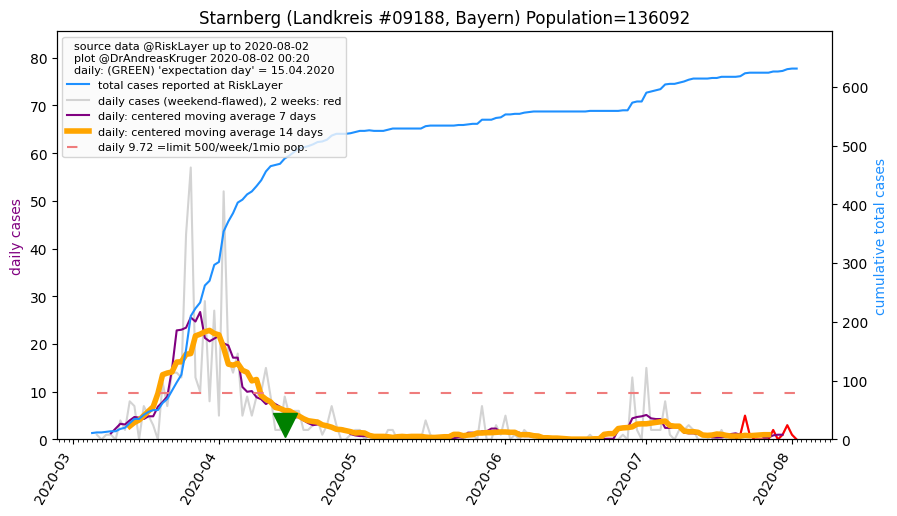 Starnberg (Landkreis #09188, Bayern) Population=136092
source data @RiskLayer up to 2020-08-02
plot @DrAndreasKruger 2020-08-02 00:20
daily: (GREEN) 'expectation day' = 15.04.2020
total cases reported at RiskLayer
daily cases (weekend-flawed), 2 weeks: red
daily: centered moving average 7 days
daily: centered moving average 14 days
daily 9.72 =limit 500/week/1mio pop.
daily cases
80
70
60
50
40
30
20
10
0
cumulative total cases
600
500
400
300
200
100
0
2020-03
2020-04
2020-05
2020-06
2020-07
2020-08